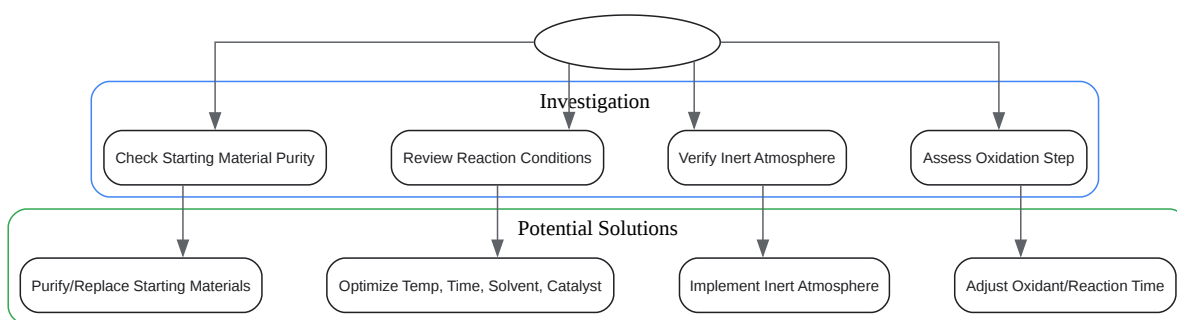 Investigation
Check Starting Material Purity
Review Reaction Conditions
Verify Inert Atmosphere
Assess Oxidation Step
Potential Solutions
Purify/Replace Starting Materials
Optimize Temp, Time, Solvent, Catalyst
Implement Inert Atmosphere
Adjust Oxidant/Reaction Time